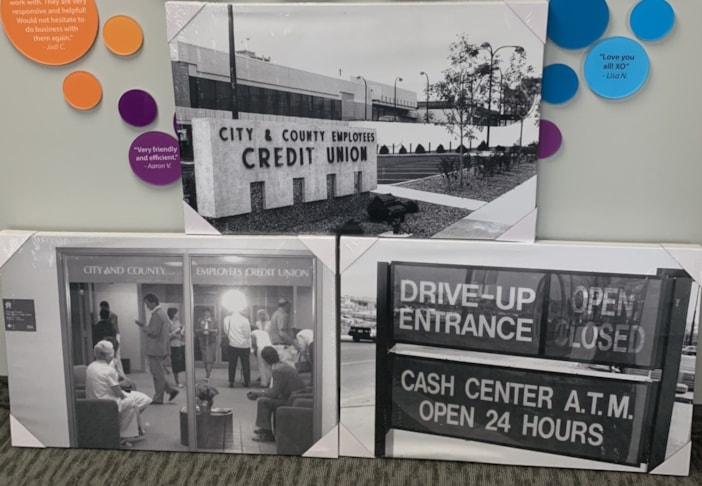 work with. They are very
responsive and helpful!
Would not hesitate to
do business with
them again."
- Jodi C.
"Love you
all! XO"
- Lisa N.
"Very friendly
and efficient."
- Aaron V.
CITY & COUNTY EMPLOYEES
CREDIT UNION
CITY AND COUNTY EMPLOYEES CREDIT UNION
DRIVE-UP
ENTRANCE
OPEN
CLOSED
CASH CENTER A.T.M.
OPEN 24 HOURS